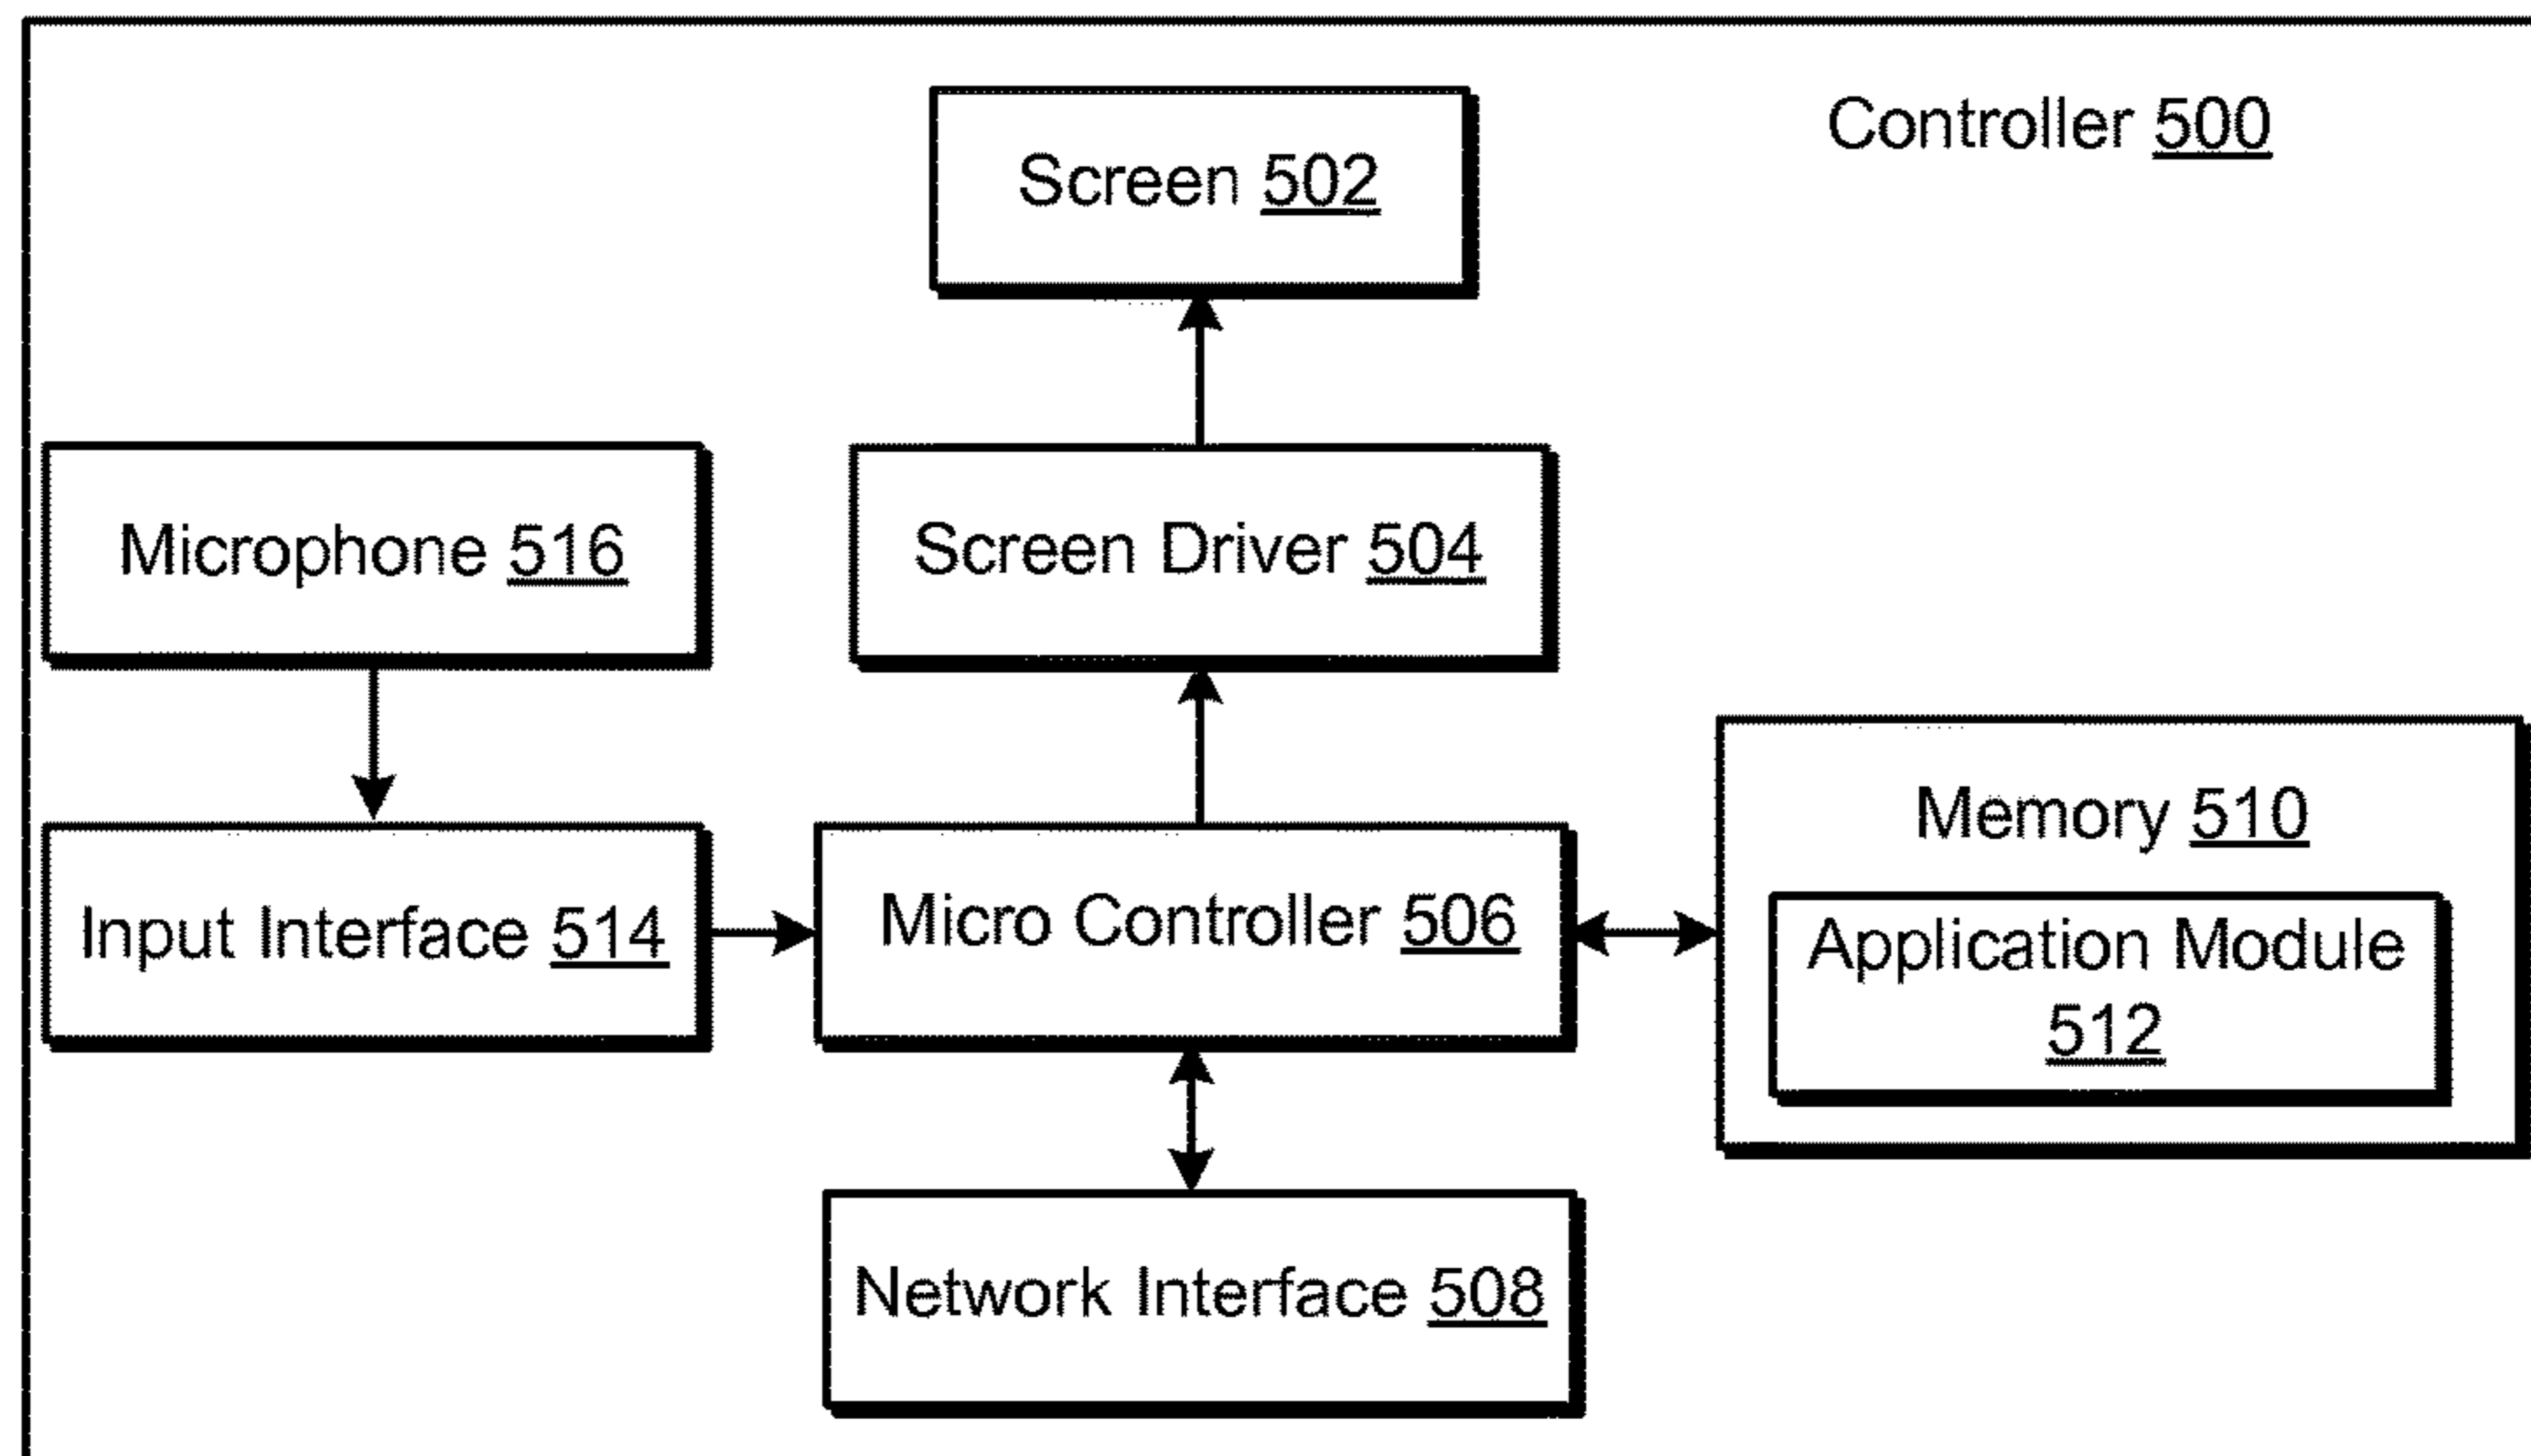 Controller 500
Screen 502
Microphone 516
Screen Driver 504
Memory 510
Input Interface 514
Micro Controller 506
Application Module
512
Network Interface 508